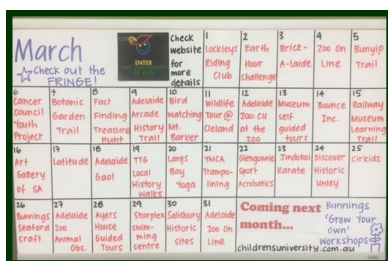 March
Check out the
FRINGE!
ENTER
Check
website
for
more
details
1
Lockleys
Riding
Club
2
Earth
Hour
challenge
3
Brick-
A-laide
4
Zoo On
Line
5
Bunyip
Trail
6
Cancer
Council
Youth
Project
7
Botanic
Garden
Trail
8
Fact
Finding
Treasure
Hunt
9
Adelaide
Arcade
History
Trail
10
Bird
watching
Mt.
Barker
11
Wildlife
Tour @
Cleland
12
Adelaide
Zoo: CU
at the
Zoo
13
Museum
self
guided
tours
14
Bounce
Inc.
15
Railway
Museum
Learning
Trail
16
Art
Gallery
of SA
17
Latitude
18
Adelaide
Gaol
19
TTG
Local
History
Walks
20
Largs
Bay
Yoga
21
YMCA
Trampo-
lining
22
Glengowrie
Sport
Acrobatics
23
Jindokai
Karate
24
Discover
Historic
Unley
25
Cirkidz
26
Bunnings
Seaford
Craft
27
Adelaide
Zoo
Animal
Obs.
28
Ayers
House
Guided
Tours
29
Starplex
swim-
ming
centre
30
Salisbury
Historic
sites
31
Adelaide
Zoo On
Line
Coming next
month...
Bunnings
'Grow Your
Own'
workshops
childrensuniversity.com.au